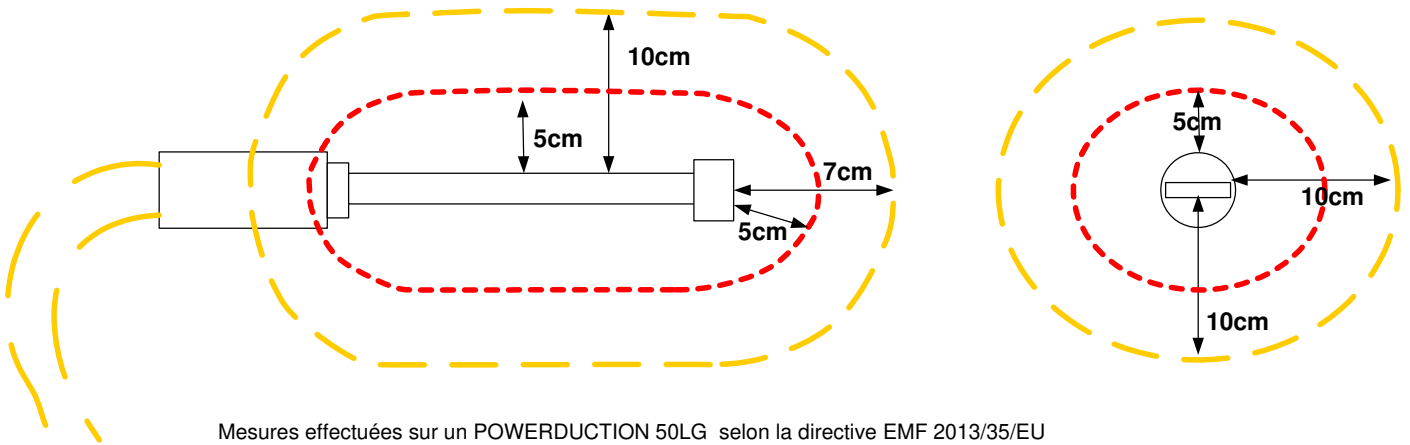 10cm
5cm
7cm
5cm
5cm
10cm
10cm
Mesures effectuées sur un POWERDUCTION 50LG selon la directive EMF 2013/35/EU